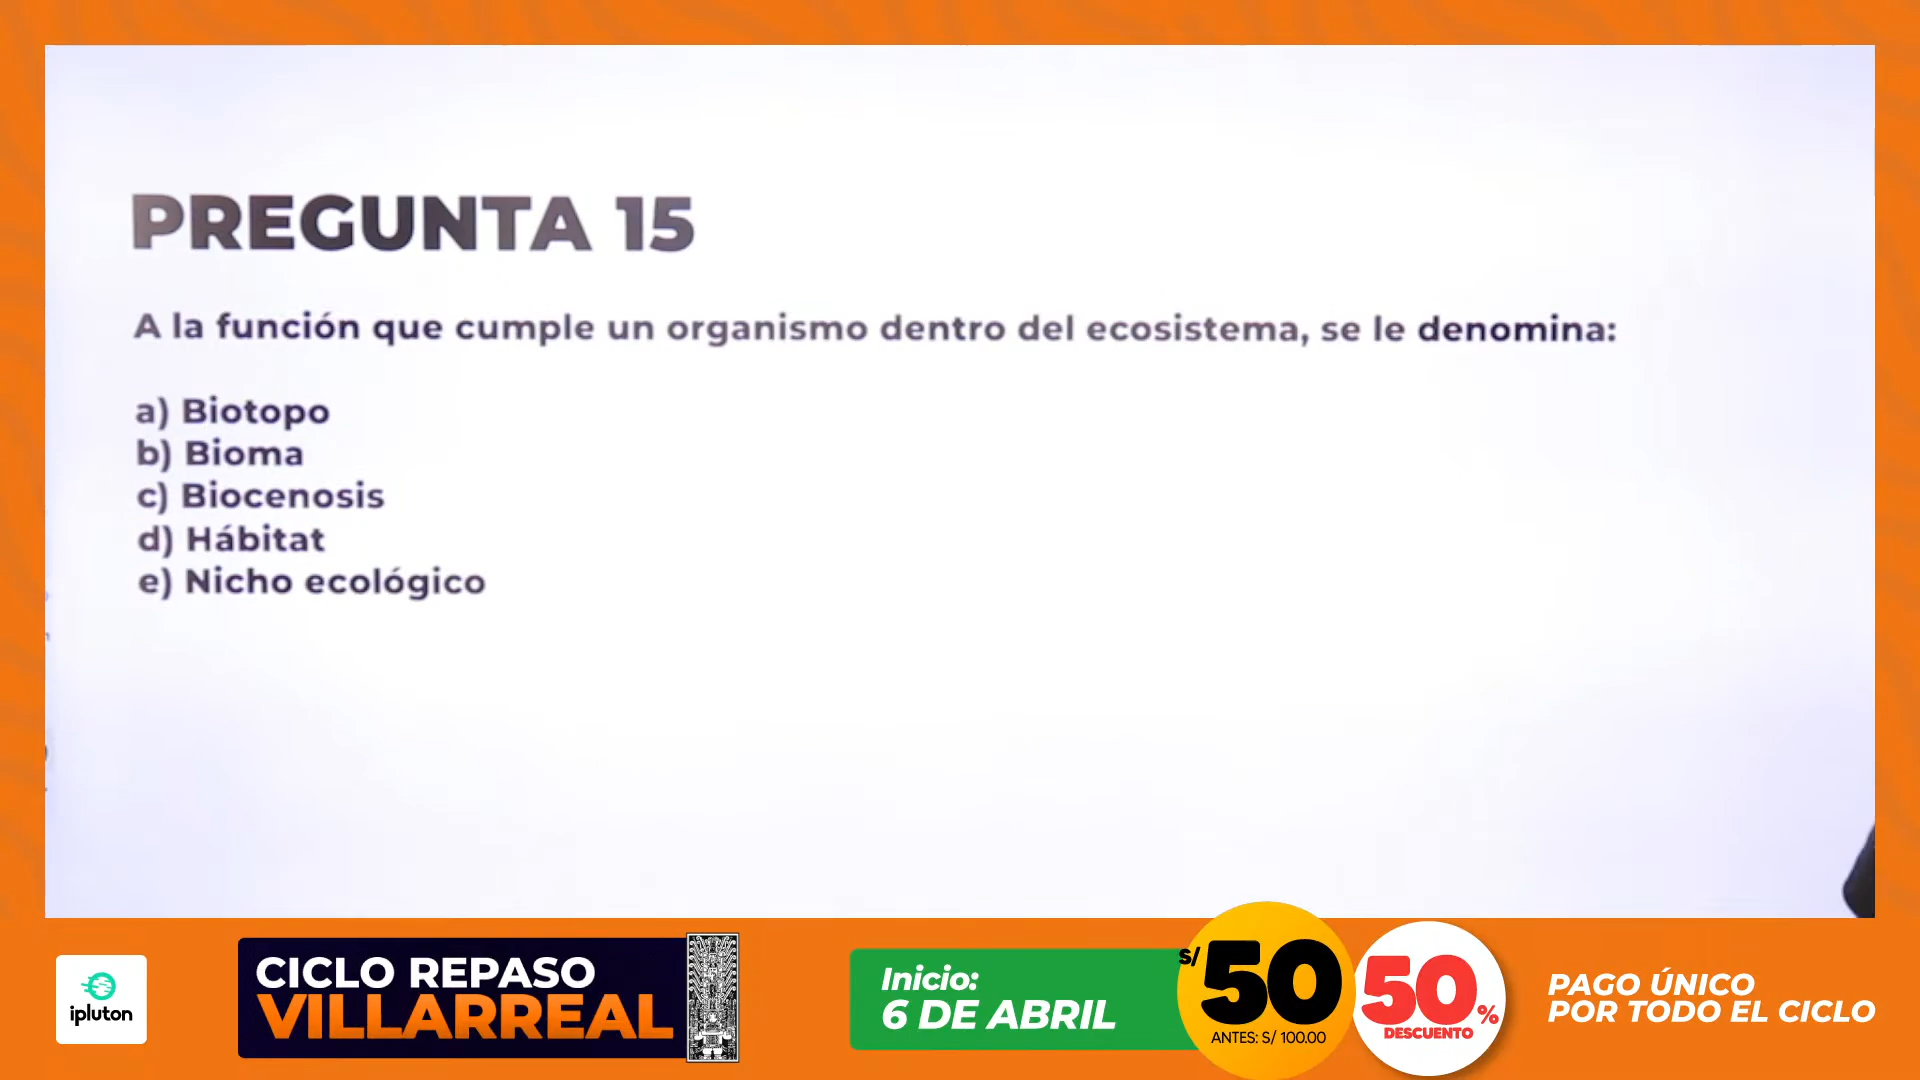 PREGUNTA 15
A la función que cumple un organismo dentro del ecosistema, se le denomina:
a) Biotopo
b) Bioma
c) Biocenosis
d) Hábitat
e) Nicho ecológico
ipluton
CICLO REPASO
VILLARREAL
Inicio:
6 DE ABRIL
S/ 50
ANTES: S/ 100.00
50%
DESCUENTO
PAGO ÚNICO
POR TODO EL CICLO